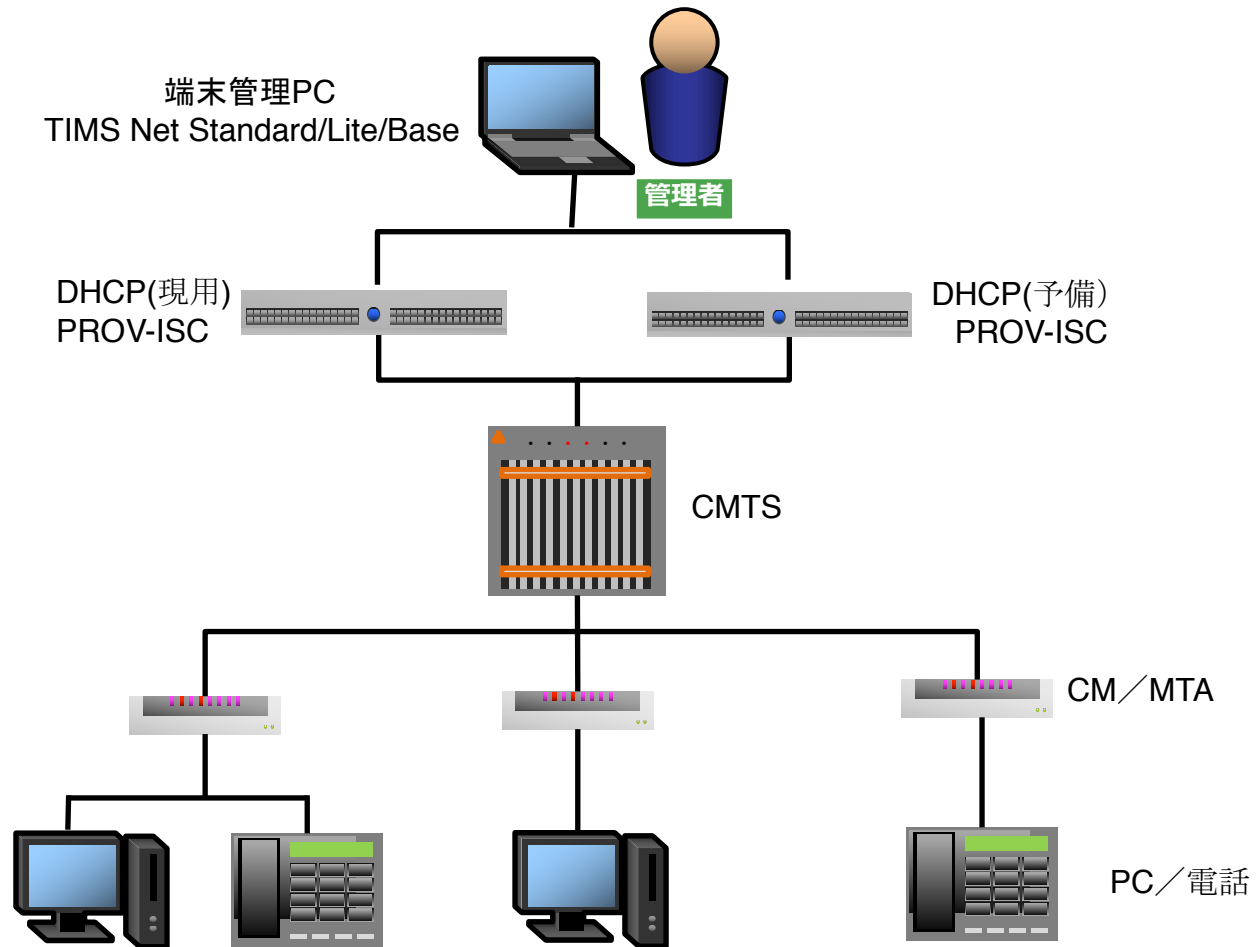 端末管理PC
TIMS Net Standard/Lite/Base
管理者
DHCP(現用)
PROV-ISC
DHCP(予備）
PROV-ISC
CMTS
CM／MTA
PC／電話